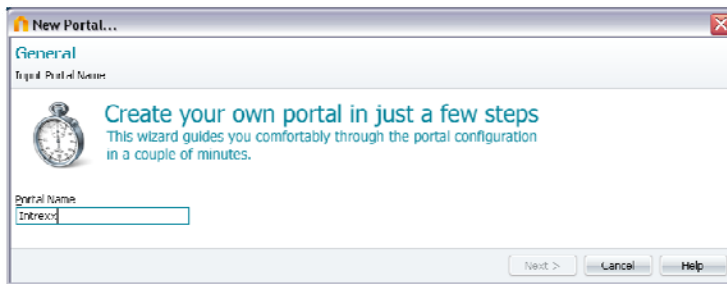 New Portal...
General
Input Portal Name
Create your own portal in just a few steps
This wizard guides you comfortably through the portal configuration
in a couple of minutes.
Portal Name
Intrexx
Next >
Cancel
Help